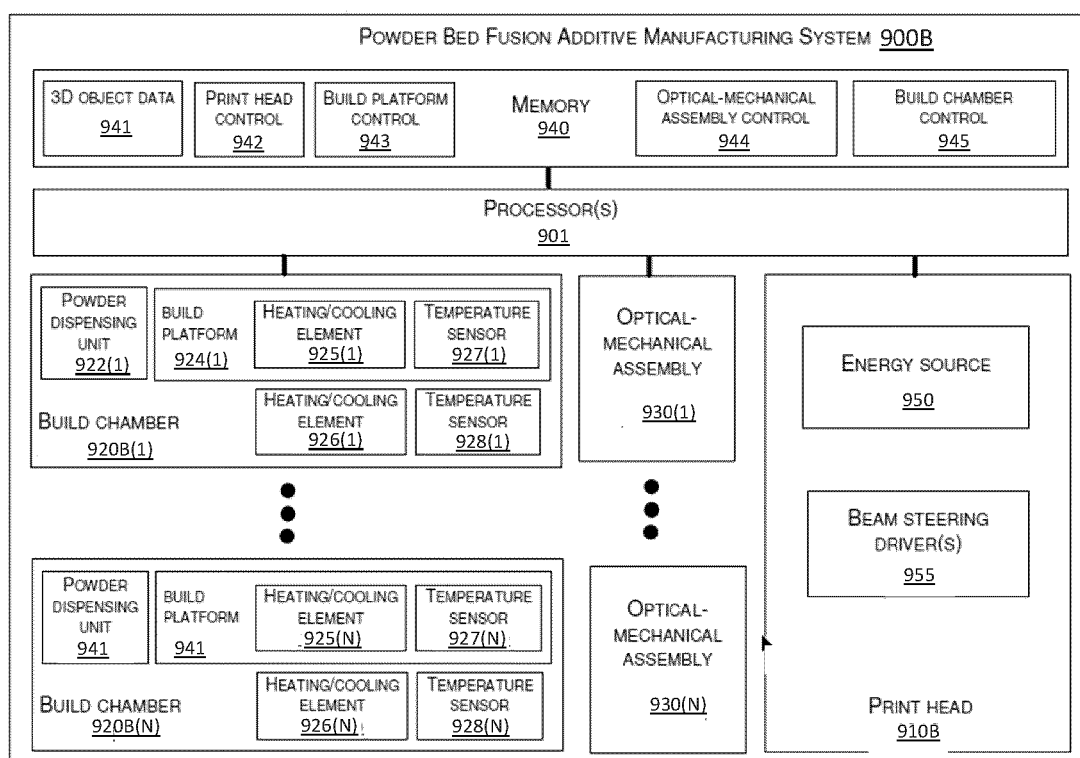 POWDER BED FUSION ADDITIVE MANUFACTURING SYSTEM 900B
3D OBJECT DATA
941
PRINT HEAD
CONTROL
942
BUILD PLATFORM
CONTROL
943
MEMORY
940
OPTICAL-MECHANICAL
ASSEMBLY CONTROL
944
BUILD CHAMBER
CONTROL
945
PROCESSOR(S)
901
POWDER
DISPENSING
UNIT
922(1)
BUILD
PLATFORM
924(1)
HEATING/COOLING
ELEMENT
925(1)
TEMPERATURE
SENSOR
927(1)
BUILD CHAMBER
920B(1)
HEATING/COOLING
ELEMENT
926(1)
TEMPERATURE
SENSOR
928(1)
OPTICAL-
MECHANICAL
ASSEMBLY
930(1)
ENERGY SOURCE
950
BEAM STEERING
DRIVER(S)
955
POWDER
DISPENSING
UNIT
941
BUILD
PLATFORM
941
HEATING/COOLING
ELEMENT
925(N)
TEMPERATURE
SENSOR
927(N)
BUILD CHAMBER
920B(N)
HEATING/COOLING
ELEMENT
926(N)
TEMPERATURE
SENSOR
928(N)
OPTICAL-
MECHANICAL
ASSEMBLY
930(N)
PRINT HEAD
910B